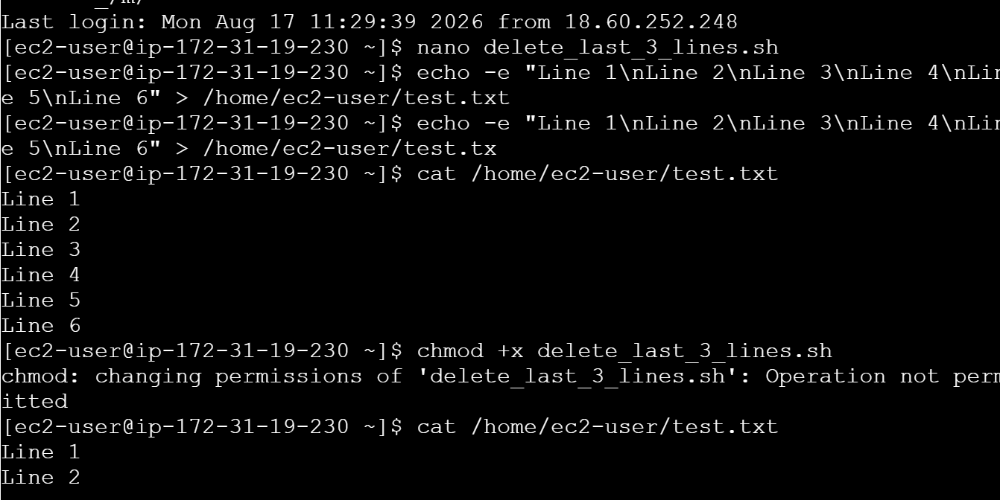 Last login: Mon Aug 17 11:29:39 2026 from 18.60.252.248
[ec2-user@ip-172-31-19-230 ~]$ nano delete_last_3_lines.sh
[ec2-user@ip-172-31-19-230 ~]$ echo -e "Line 1\nLine 2\nLine 3\nLine 4\nLin
e 5\nLine 6" > /home/ec2-user/test.txt
[ec2-user@ip-172-31-19-230 ~]$ echo -e "Line 1\nLine 2\nLine 3\nLine 4\nLin
e 5\nLine 6" > /home/ec2-user/test.tx
[ec2-user@ip-172-31-19-230 ~]$ cat /home/ec2-user/test.txt
Line 1
Line 2
Line 3
Line 4
Line 5
Line 6
[ec2-user@ip-172-31-19-230 ~]$ chmod +x delete_last_3_lines.sh
chmod: changing permissions of 'delete_last_3_lines.sh': Operation not perm
itted
[ec2-user@ip-172-31-19-230 ~]$ cat /home/ec2-user/test.txt
Line 1
Line 2